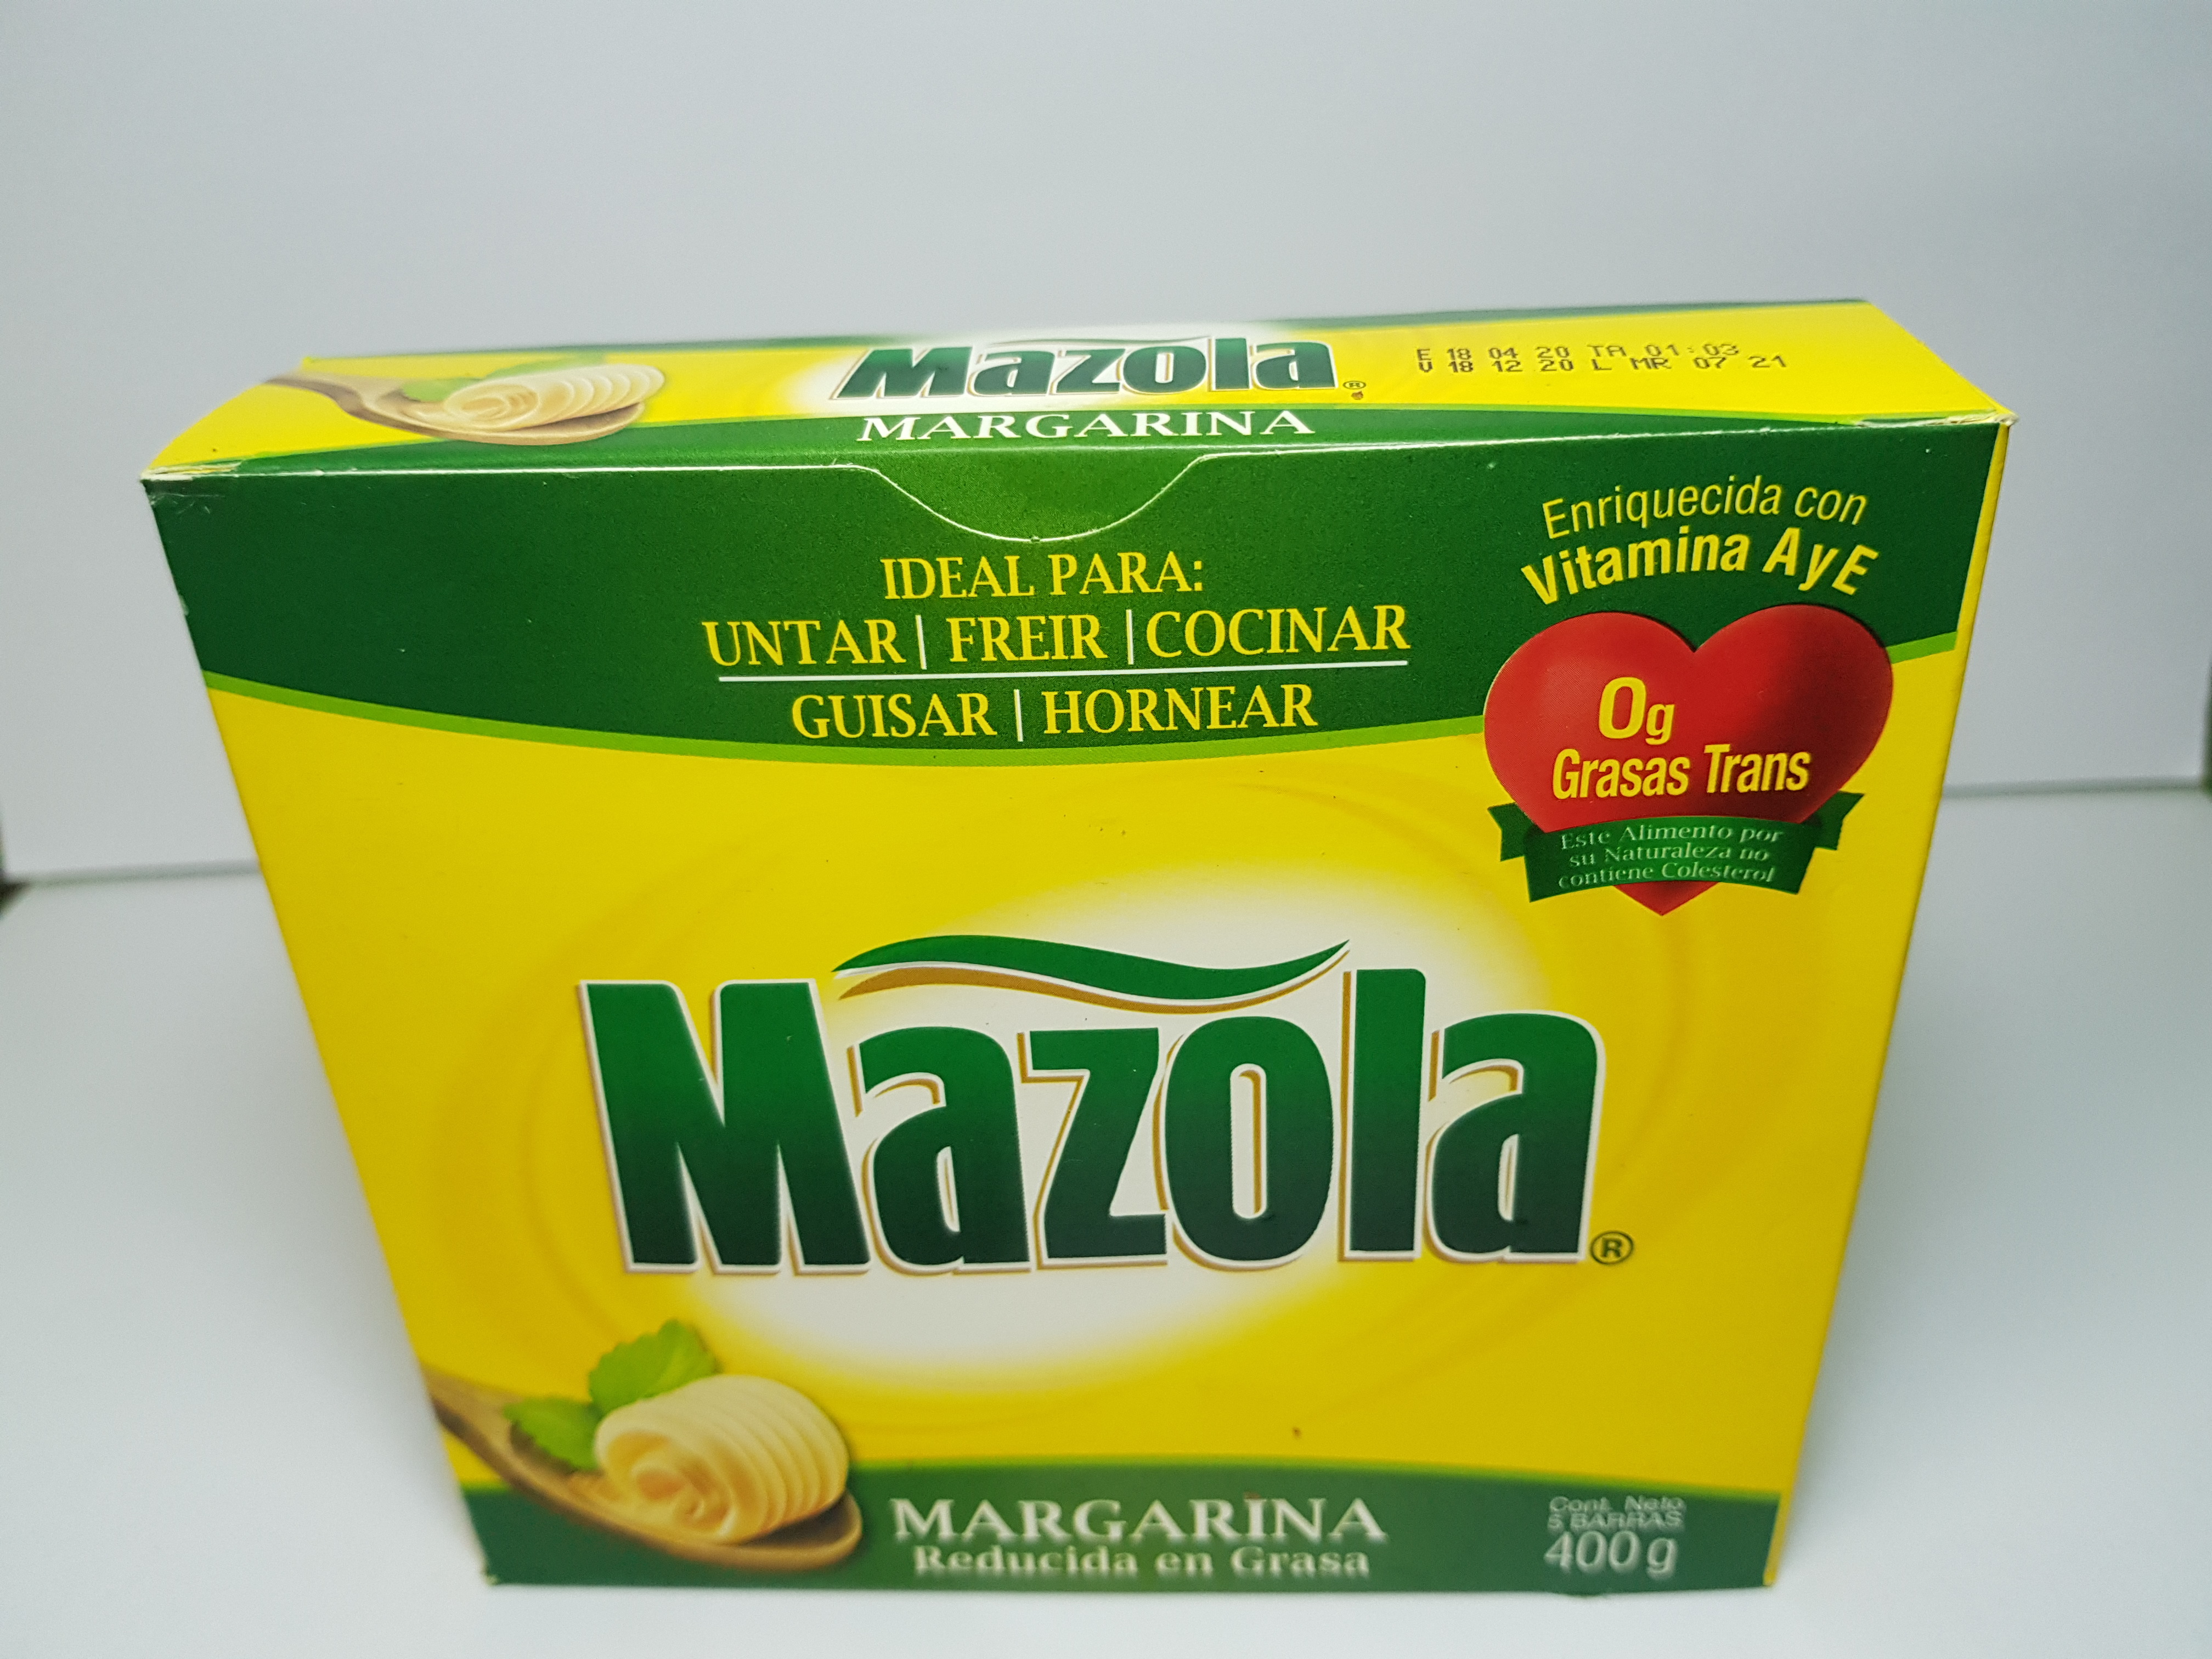 Mazola®
MARGARINA
E 18 04 20 TA 01:03
V 18 12 20 L MR 07 21
IDEAL PARA:
UNTAR | FREIR | COCINAR
GUISAR | HORNEAR
Enriquecida con
Vitamina A y E
0g
Grasas Trans
Este Alimento por
su Naturaleza no
contiene Colesterol
Mazola®
MARGARINA
Reducida en Grasa
Cont. Neto
5 BARRAS
400 g